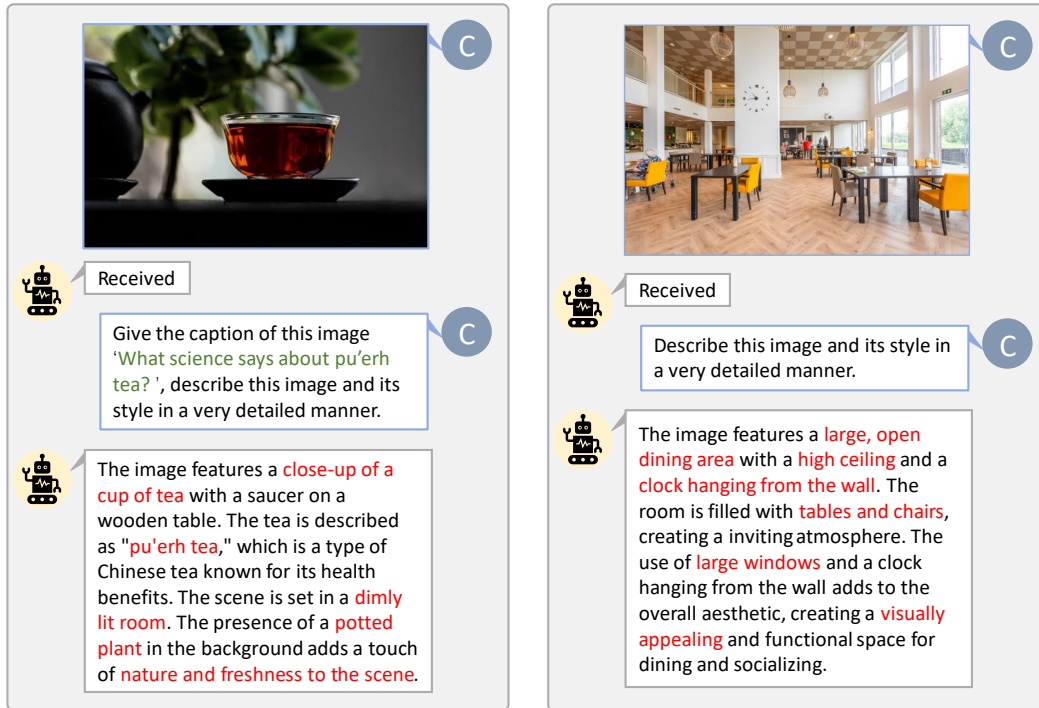 C
Received
Give the caption of this image
‘What science says about pu’erh
tea? ’, describe this image and its
style in a very detailed manner.
C
The image features a close-up of a
cup of tea with a saucer on a
wooden table. The tea is described
as "pu'erh tea," which is a type of
Chinese tea known for its health
benefits. The scene is set in a dimly
lit room. The presence of a potted
plant in the background adds a touch
of nature and freshness to the scene.
C
Received
Describe this image and its style in
a very detailed manner.
C
The image features a large, open
dining area with a high ceiling and a
clock hanging from the wall. The
room is filled with tables and chairs,
creating a inviting atmosphere. The
use of large windows and a clock
hanging from the wall adds to the
overall aesthetic, creating a visually
appealing and functional space for
dining and socializing.